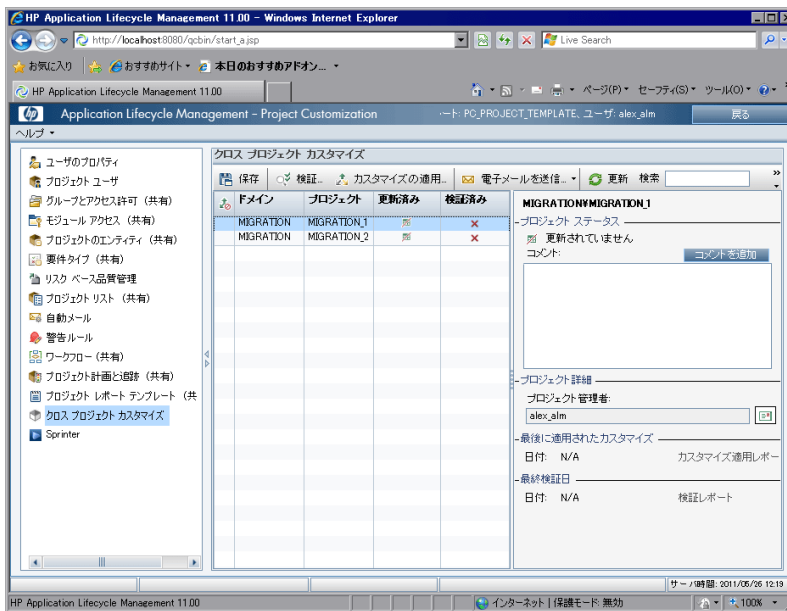 HP Application Lifecycle Management 11.00 - Windows Internet Explorer
http://localhost:8080/qcbin/start_a.jsp
Live Search
お気に入り おすすめサイト 本日のおすすめアドオン...
HP Application Lifecycle Management 11.00
ページ(P) セーフティ(S) ツール(O)
Application Lifecycle Management - Project Customization
ート: PC_PROJECT_TEMPLATE、ユーザ: alex_alm
戻る
ヘルプ
ユーザのプロパティ
プロジェクト ユーザ
グループとアクセス許可 (共有)
モジュール アクセス (共有)
プロジェクトのエンティティ (共有)
要件タイプ (共有)
リスク ベース品質管理
プロジェクト リスト (共有)
自動メール
警告ルール
ワークフロー (共有)
プロジェクト計画と追跡 (共有)
プロジェクト レポート テンプレート (共
クロス プロジェクト カスタマイズ
Sprinter
クロス プロジェクト カスタマイズ
保存 検証... カスタマイズの適用.. 電子メールを送信... 更新 検索
ドメイン プロジェクト 更新済み 検証済み
MIGRATION MIGRATION_1
MIGRATION MIGRATION_2
MIGRATION¥MIGRATION_1
プロジェクト ステータス
更新されていません
コメント: コメントを追加
プロジェクト詳細
プロジェクト管理者:
alex_alm
最後に適用されたカスタマイズ
日付: N/A カスタマイズ適用レポー
最終検証日
日付: N/A 検証レポート
サーバ時間: 2011/05/26 12:19
HP Application Lifecycle Management 11.00
インターネット | 保護モード: 無効
100%